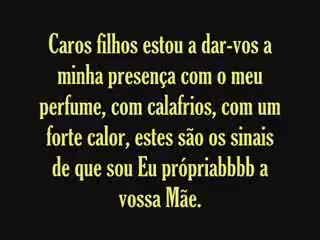 Caros filhos estou a dar-vos a
minha presença com o meu
perfume, com calafrios, com um
forte calor, estes são os sinais
de que sou Eu própriabbbb a
vossa Mãe.